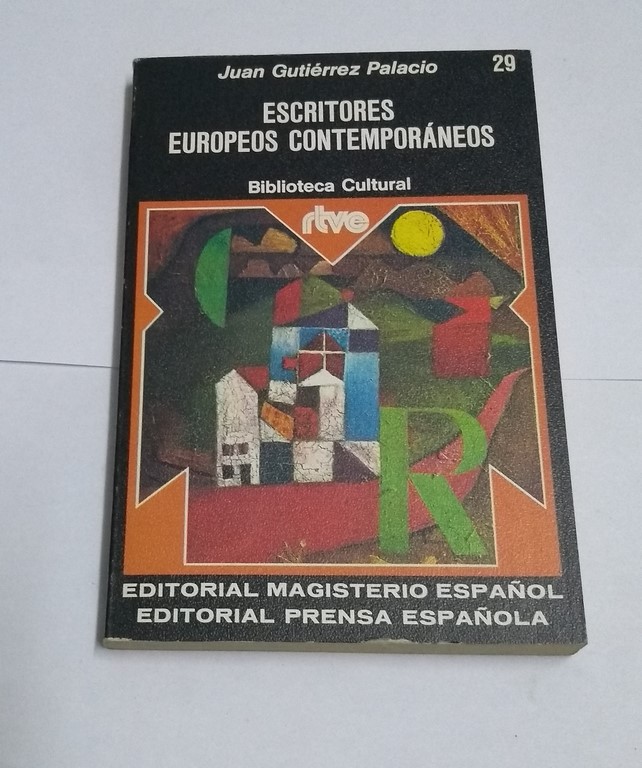 Juan Gutiérrez Palacio 29
ESCRITORES
EUROPEOS CONTEMPORÁNEOS
Biblioteca Cultural
rtve
R
EDITORIAL MAGISTERIO ESPAÑOL
EDITORIAL PRENSA ESPAÑOLA